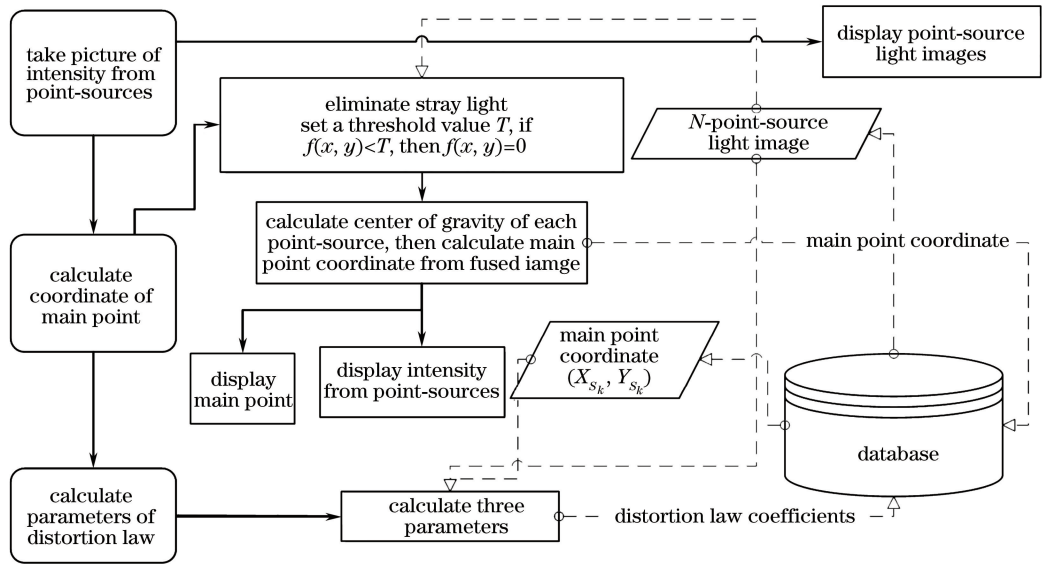 take picture of
intensity from
point-sources
display point-source
light images
eliminate stray light
set a threshold value T, if
f(x, y)<T, then f(x, y)=0
N-point-source
light image
calculate center of gravity of each
point-source, then calculate main
point coordinate from fused iamge
main point coordinate
calculate
coordinate of
main point
display
main point
display intensity
from point-sources
main point
coordinate
(X_{S_k}, Y_{S_k})
database
calculate
parameters of
distortion law
calculate three
parameters
distortion law coefficients